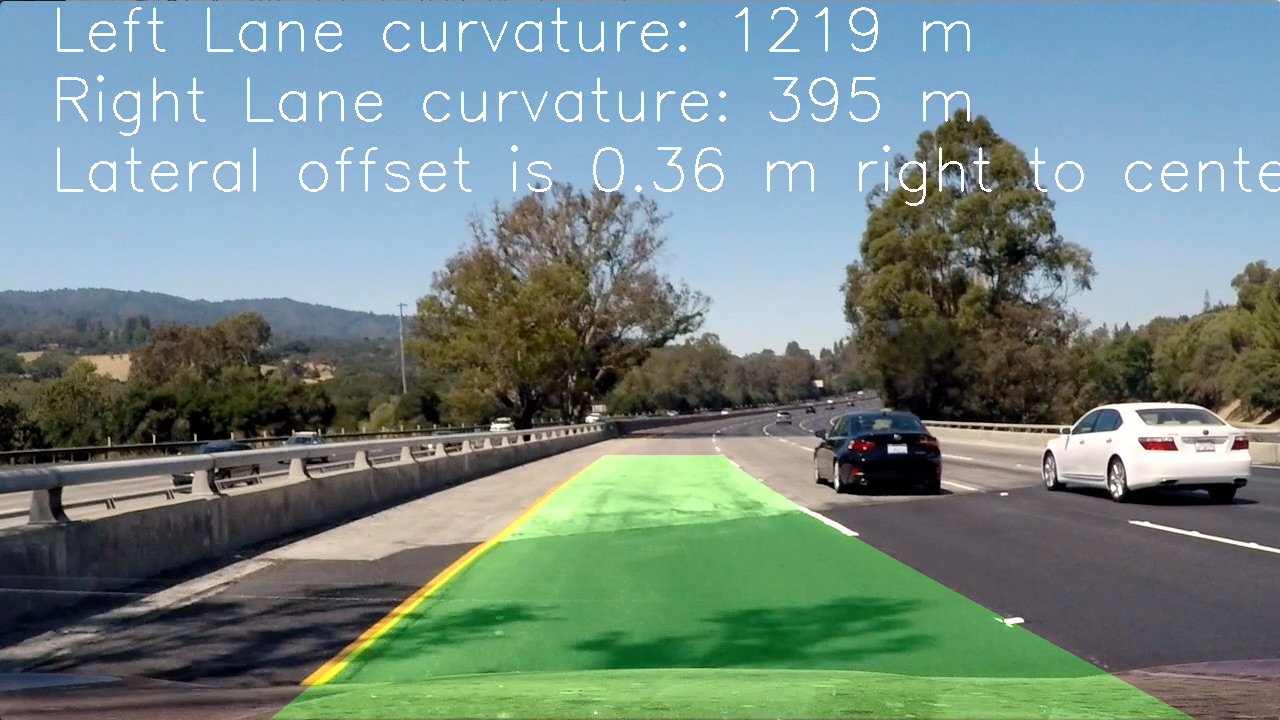 Left Lane curvature: 1219 m
Right Lane curvature: 395 m
Lateral offset is 0.36 m right to cente